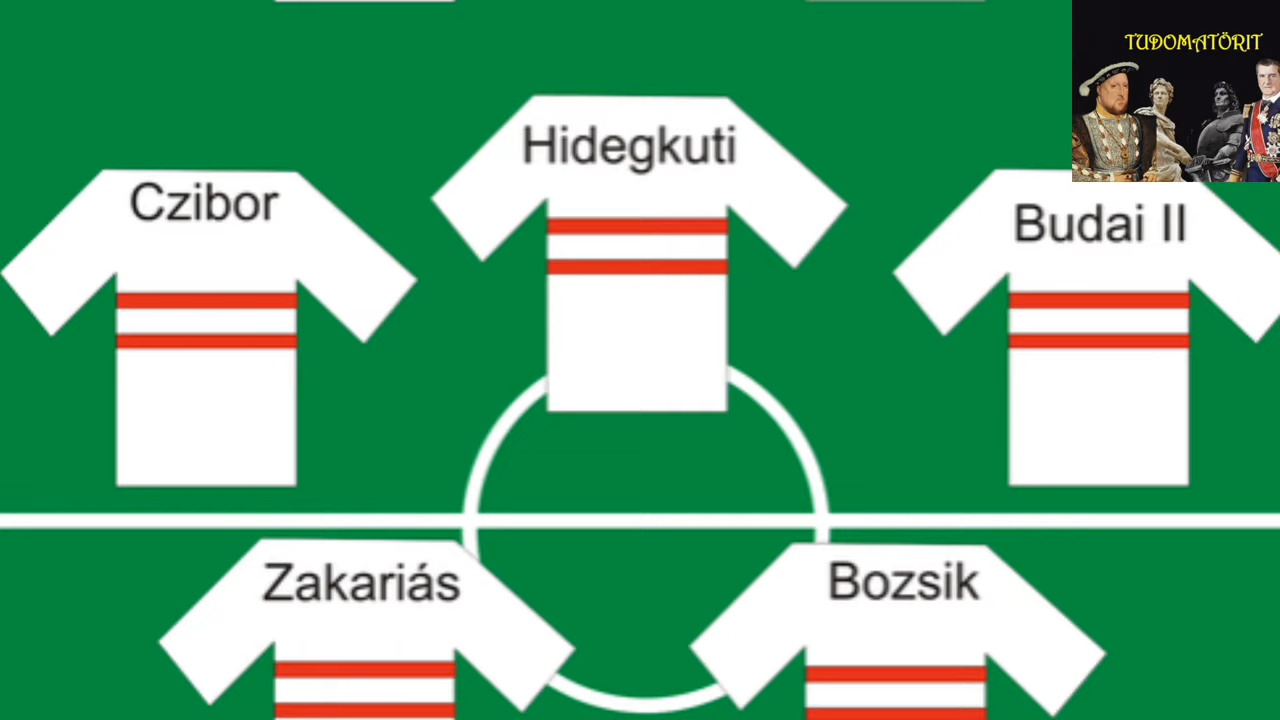 TUDOMATÖRIT
Hidegkuti
Czibor
Budai II
Zakariás
Bozsik